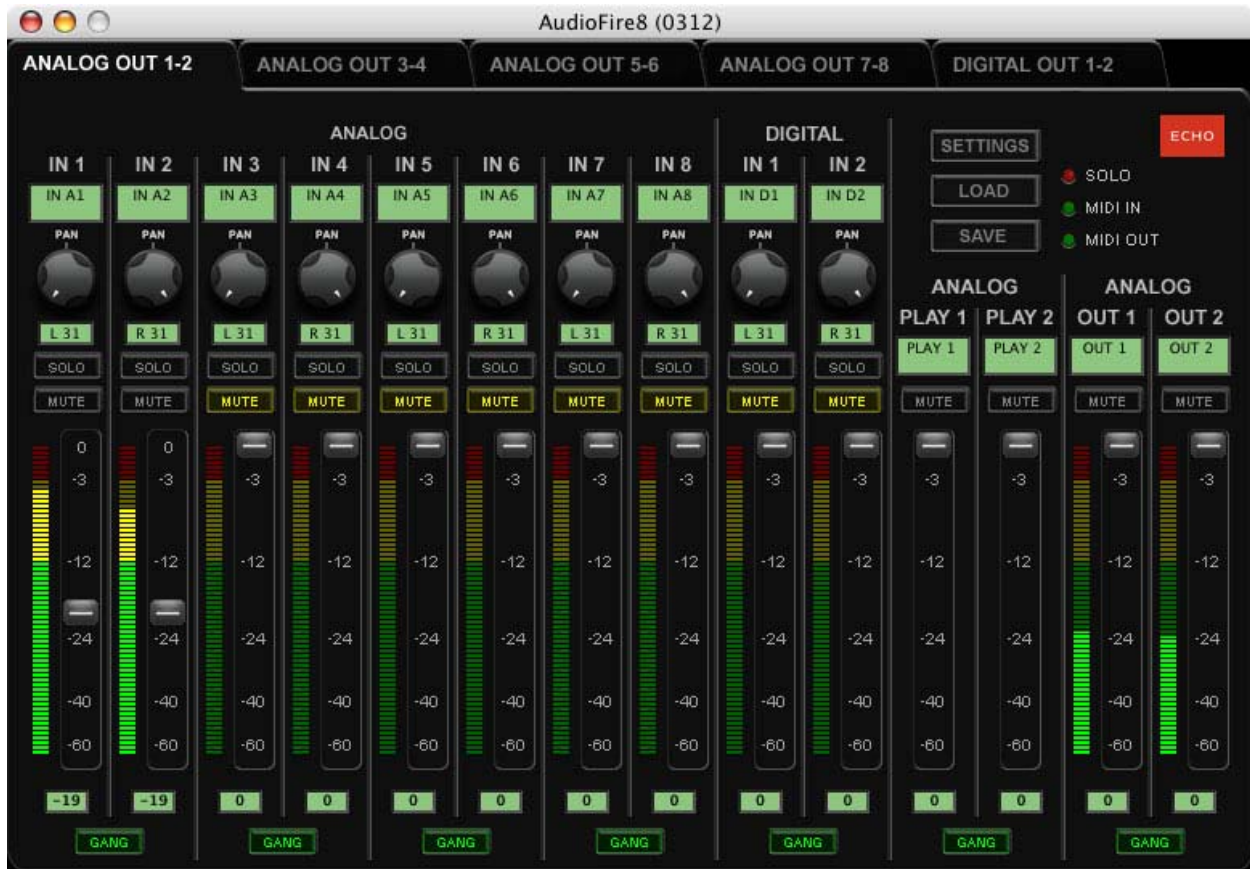 AudioFire8 (0312)
ANALOG OUT 1-2 ANALOG OUT 3-4 ANALOG OUT 5-6 ANALOG OUT 7-8 DIGITAL OUT 1-2
ANALOG DIGITAL
IN 1 IN 2 IN 3 IN 4 IN 5 IN 6 IN 7 IN 8 IN 1 IN 2
IN A1 IN A2 IN A3 IN A4 IN A5 IN A6 IN A7 IN A8 IN D1 IN D2
PAN PAN PAN PAN PAN PAN PAN PAN PAN PAN
L 31 R 31 L 31 R 31 L 31 R 31 L 31 R 31 L 31 R 31
SOLO SOLO SOLO SOLO SOLO SOLO SOLO SOLO SOLO SOLO
SETTINGS
LOAD
SAVE
SOLO
MIDI IN
MIDI OUT
ECHO
ANALOG ANALOG
PLAY 1 PLAY 2 OUT 1 OUT 2
PLAY 1 PLAY 2 OUT 1 OUT 2
MUTE MUTE MUTE MUTE MUTE MUTE MUTE MUTE MUTE MUTE MUTE MUTE MUTE MUTE
0 0
-3 -3 -3 -3 -3 -3 -3 -3 -3 -3 -3 -3 -3 -3
-12 -12 -12 -12 -12 -12 -12 -12 -12 -12 -12 -12 -12 -12
-24 -24 -24 -24 -24 -24 -24 -24 -24 -24 -24 -24 -24 -24
-40 -40 -40 -40 -40 -40 -40 -40 -40 -40 -40 -40 -40 -40
-60 -60 -60 -60 -60 -60 -60 -60 -60 -60 -60 -60 -60 -60
-19 -19 0 0 0 0 0 0 0 0 0 0 0 0
GANG GANG GANG GANG GANG GANG GANG